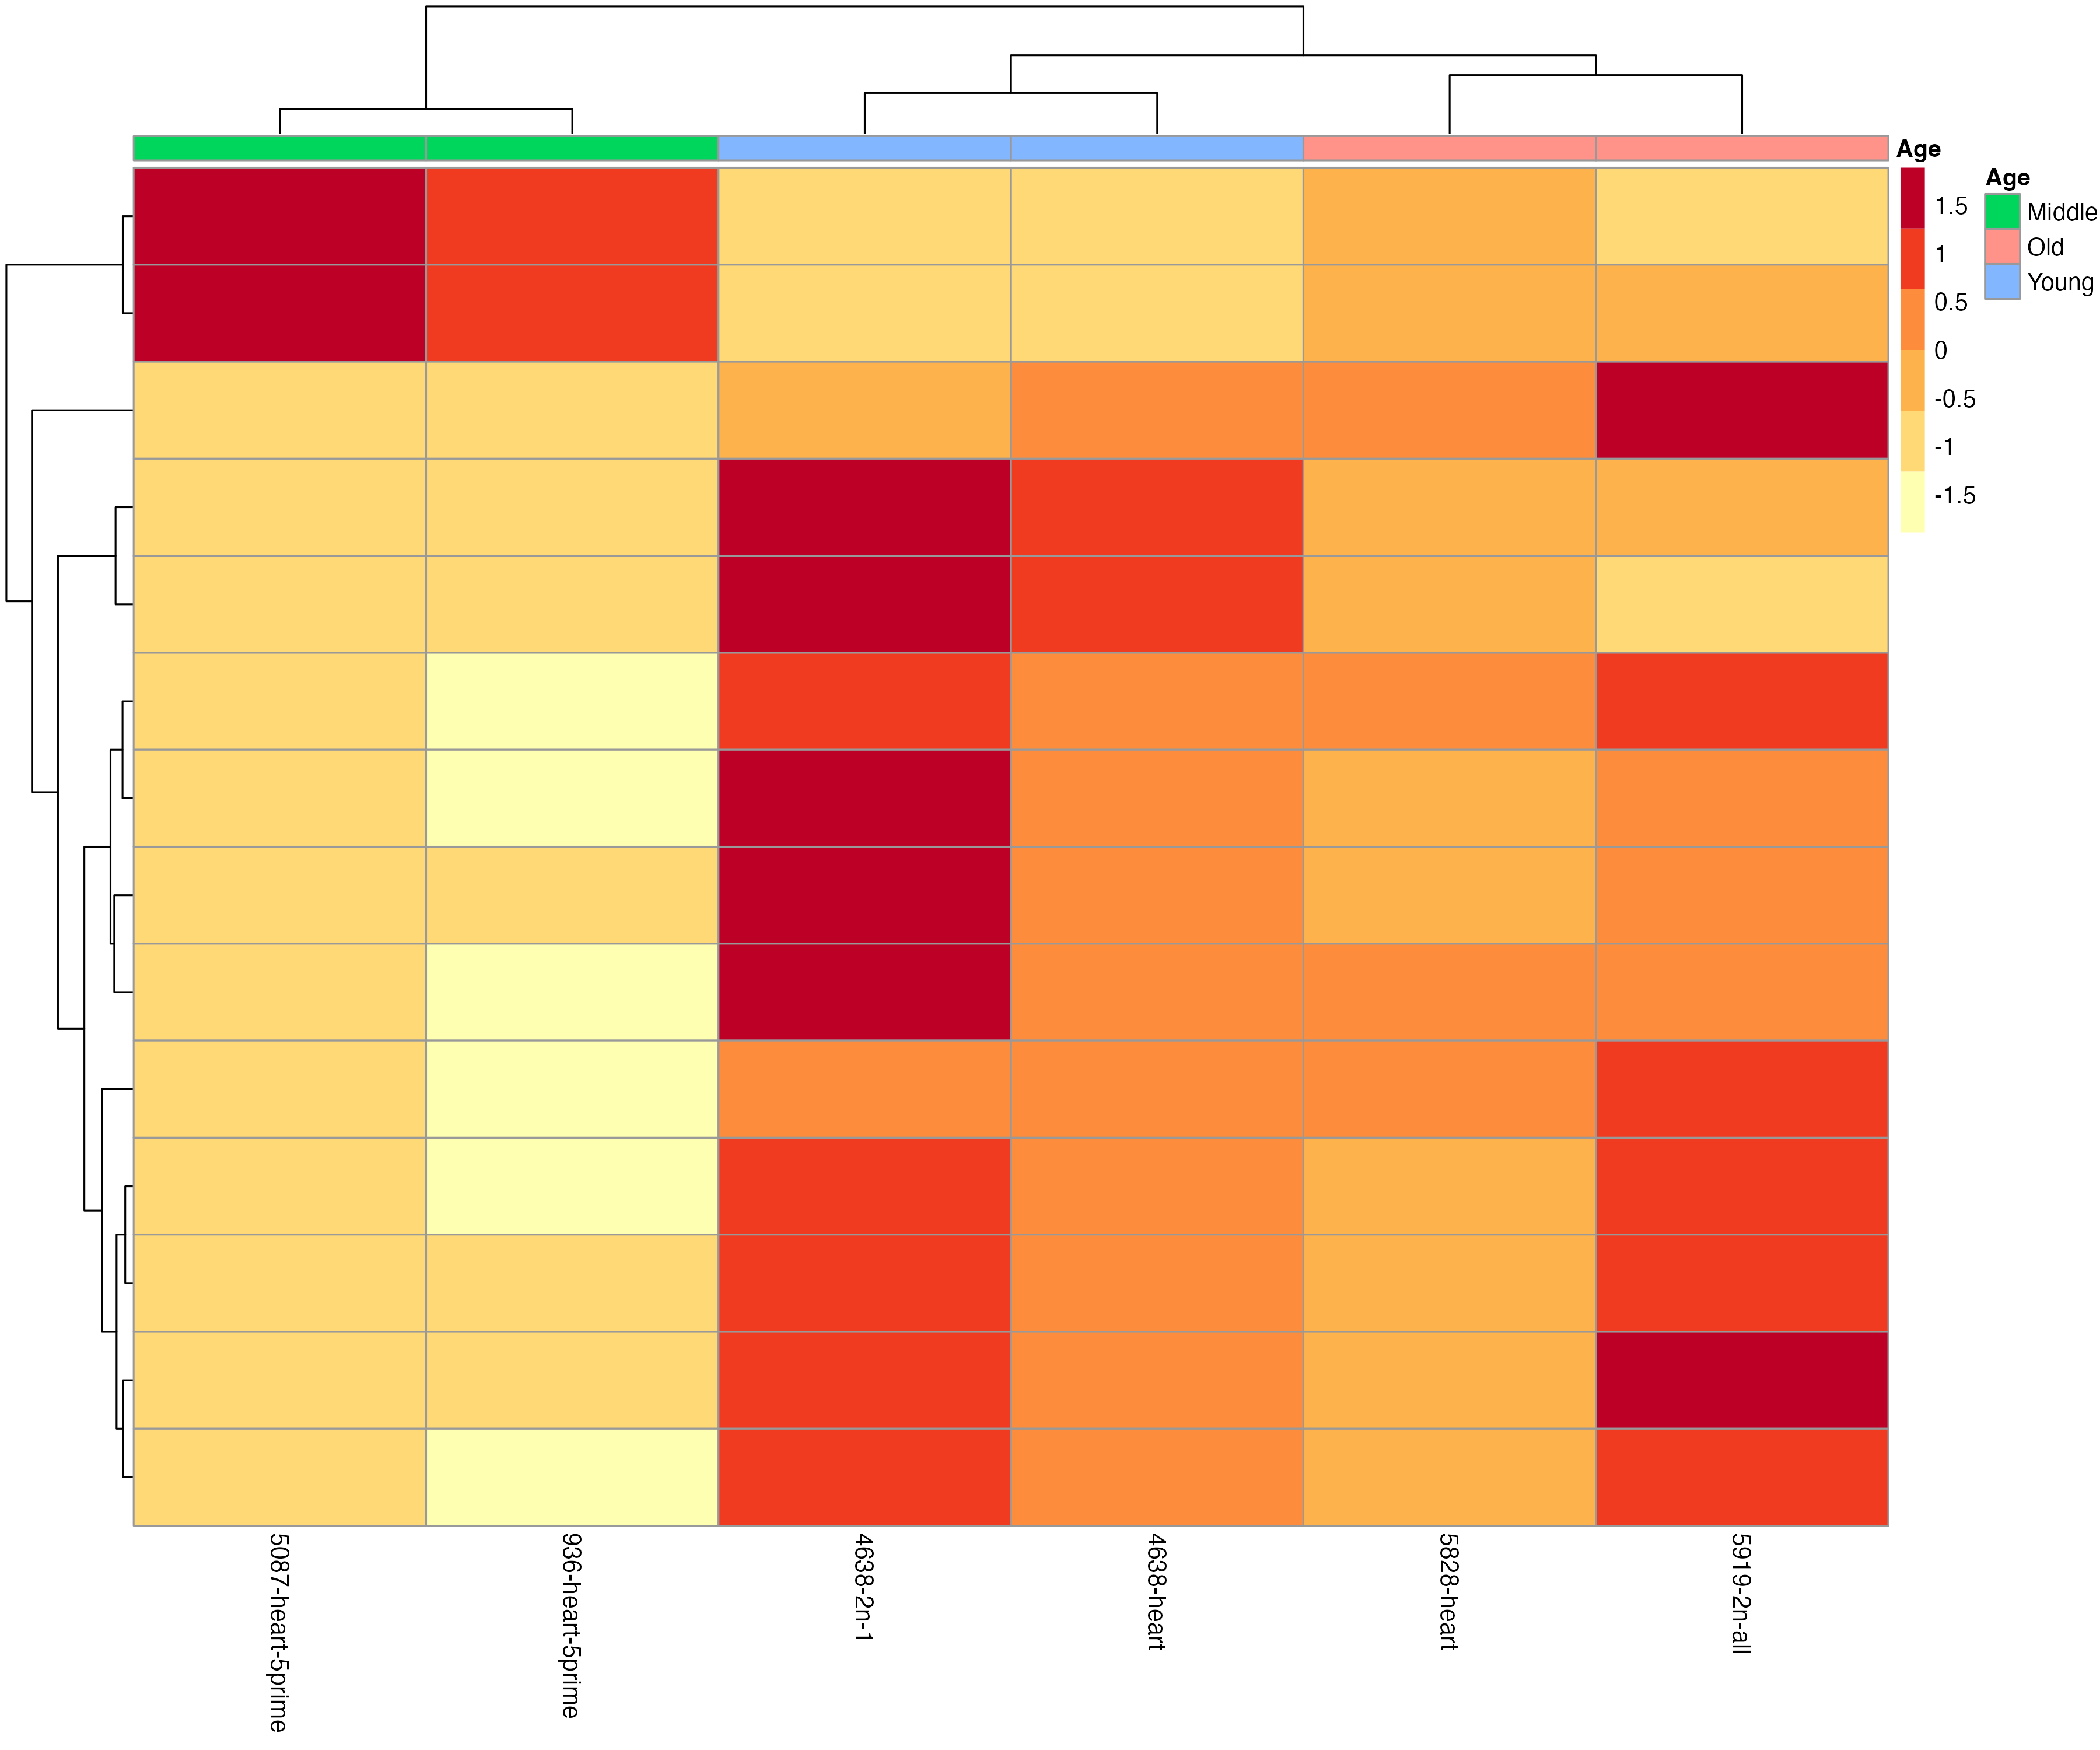 Age
1.5
1
0.5
0
-0.5
-1
-1.5
Age
Middle
Old
Young
5087-heart-5prime
936-heart-5prime
4638-2n-1
4638-heart
5828-heart
5919-2n-all